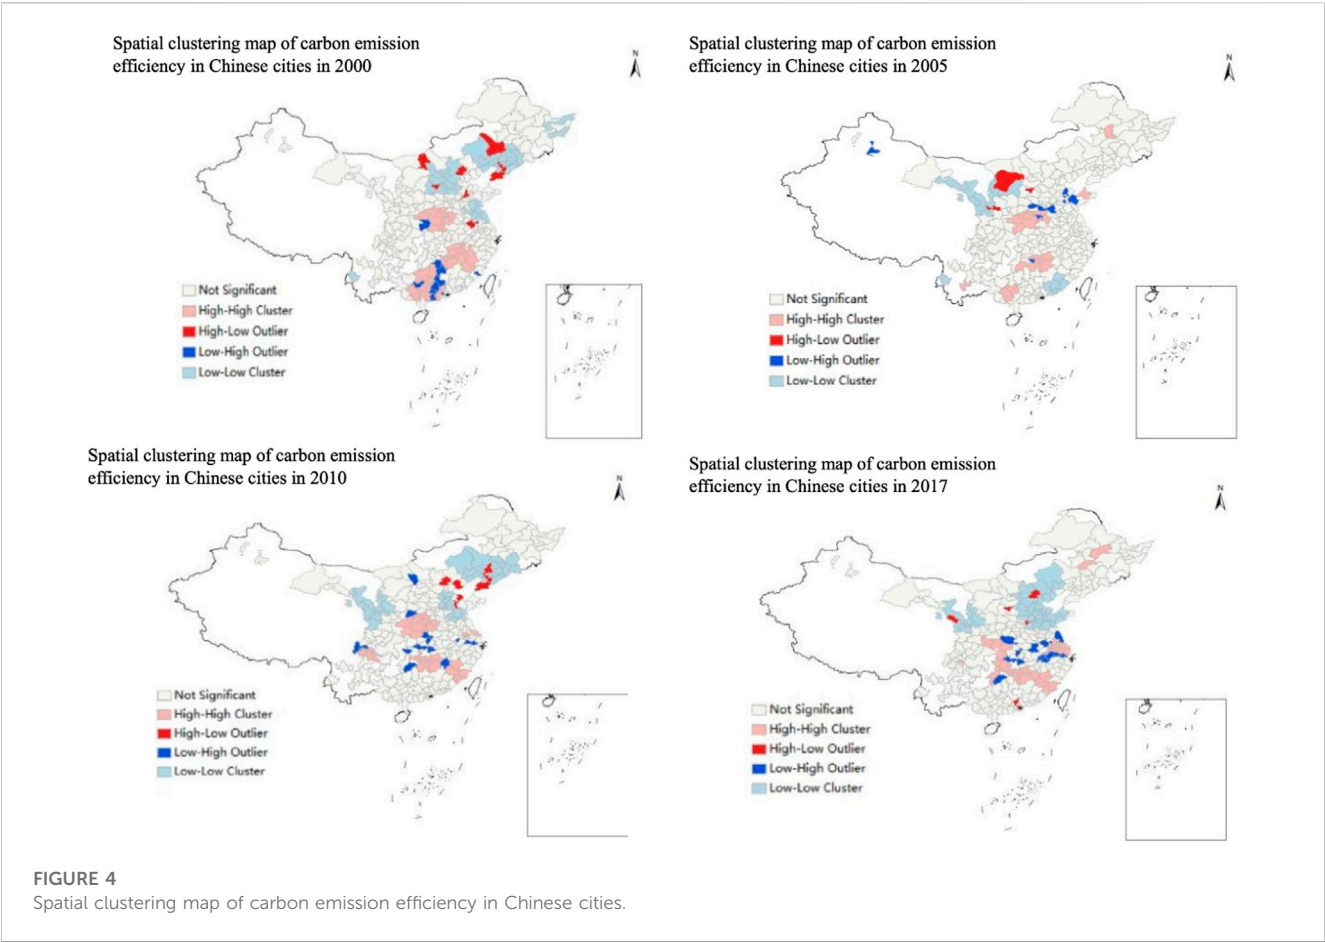 Spatial clustering map of carbon emission
efficiency in Chinese cities in 2000
N
Not Significant
High-High Cluster
High-Low Outlier
Low-High Outlier
Low-Low Cluster
Spatial clustering map of carbon emission
efficiency in Chinese cities in 2005
N
Not Significant
High-High Cluster
High-Low Outlier
Low-High Outlier
Low-Low Cluster
Spatial clustering map of carbon emission
efficiency in Chinese cities in 2010
N
Not Significant
High-High Cluster
High-Low Outlier
Low-High Outlier
Low-Low Cluster
Spatial clustering map of carbon emission
efficiency in Chinese cities in 2017
N
Not Significant
High-High Cluster
High-Low Outlier
Low-High Outlier
Low-Low Cluster
FIGURE 4
Spatial clustering map of carbon emission efficiency in Chinese cities.